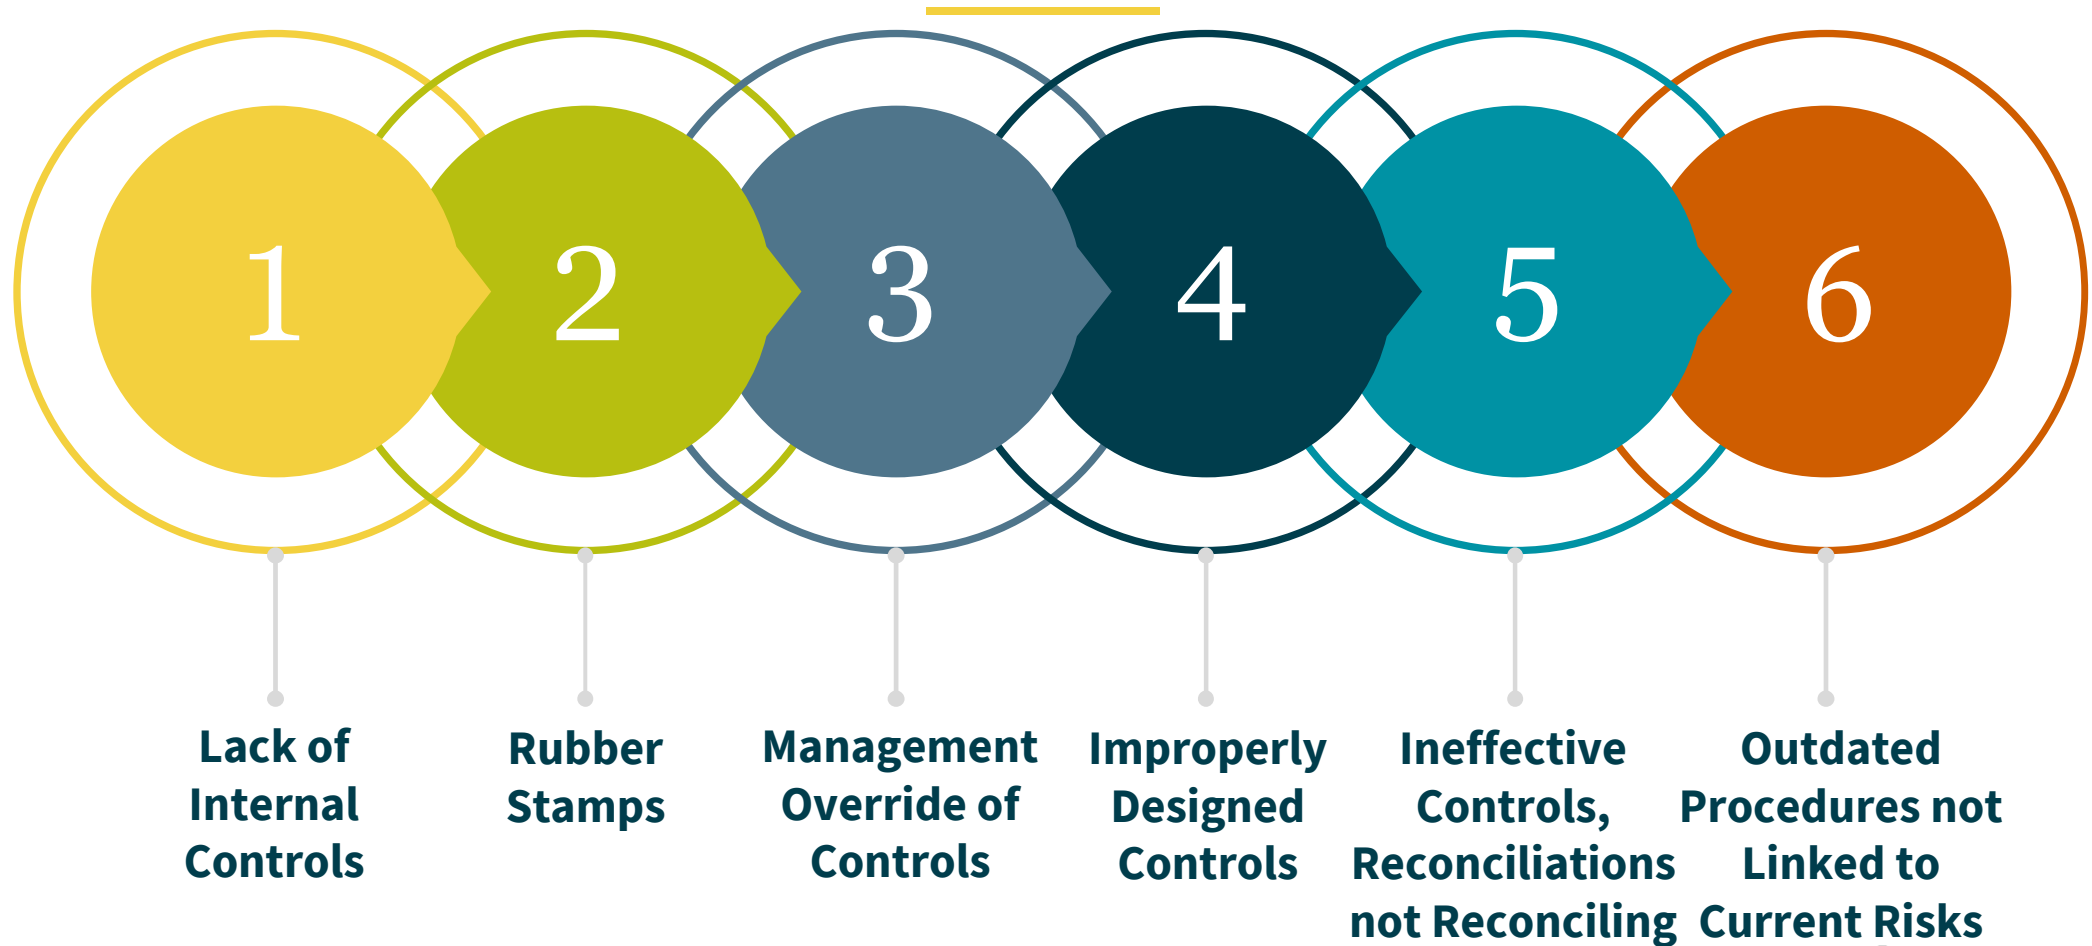 1
2
3
4
5
6
Lack of
Internal
Controls
Rubber
Stamps
Management
Override of
Controls
Improperly
Designed
Controls
Ineffective
Controls,
Reconciliations
not Reconciling
Outdated
Procedures not
Linked to
Current Risks